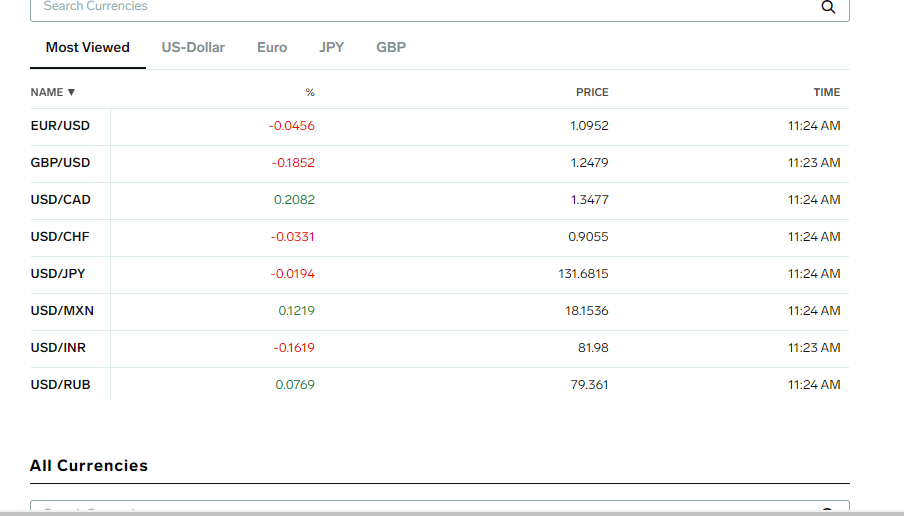 Search Currencies
Most Viewed US-Dollar Euro JPY GBP
NAME ▼ % PRICE TIME
EUR/USD -0.0456 1.0952 11:24 AM
GBP/USD -0.1852 1.2479 11:23 AM
USD/CAD 0.2082 1.3477 11:24 AM
USD/CHF -0.0331 0.9055 11:24 AM
USD/JPY -0.0194 131.6815 11:24 AM
USD/MXN 0.1219 18.1536 11:24 AM
USD/INR -0.1619 81.98 11:23 AM
USD/RUB 0.0769 79.361 11:24 AM
All Currencies